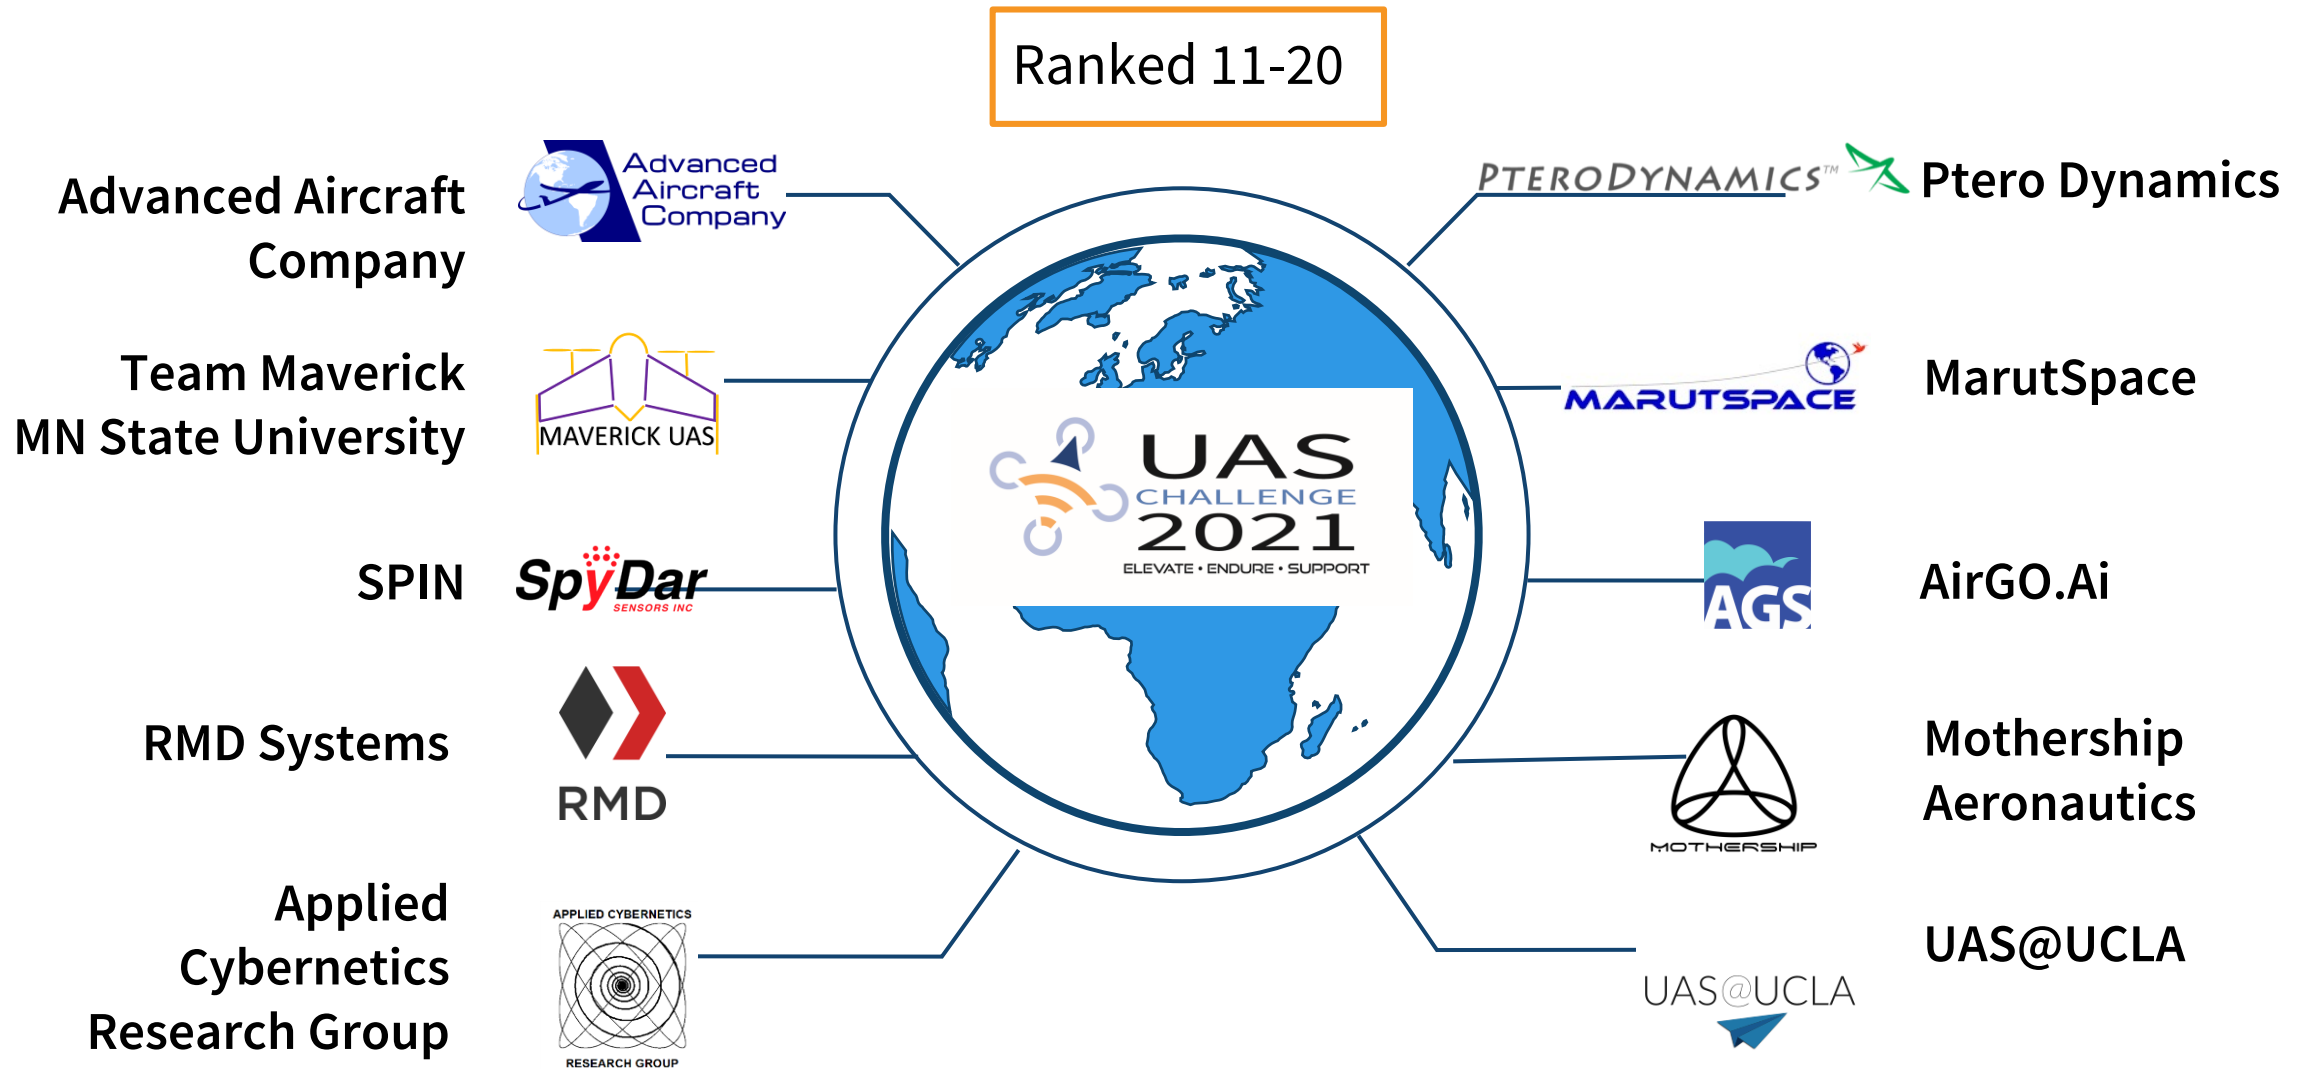 Ranked 11-20
Advanced Aircraft
Company
Advanced
Aircraft
Company
Team Maverick
MN State University
MAVERICK UAS
SPIN
SpyDar
SENSORS INC
RMD Systems
RMD
Applied
Cybernetics
Research Group
APPLIED CYBERNETICS
RESEARCH GROUP
UAS
CHALLENGE
2021
ELEVATE • ENDURE • SUPPORT
PTERODYNAMICS™
Ptero Dynamics
MARUTSPACE
MarutSpace
AGS
AirGO.Ai
MOTHERSHIP
Mothership
Aeronautics
UAS@UCLA
UAS@UCLA